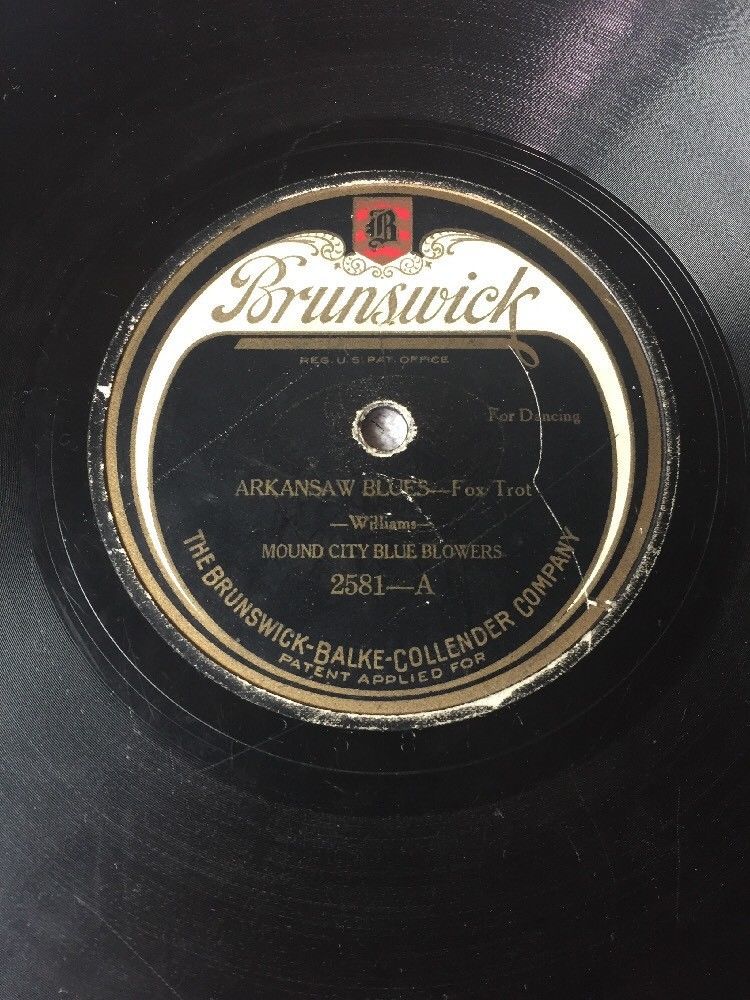 B
Brunswick
REG. U.S. PAT. OFFICE
For Dancing
ARKANSAW BLUES—Fox Trot
—Williams—
MOUND CITY BLUE BLOWERS
2581—A
THE BRUNSWICK-BALKE-COLLENDER COMPANY
PATENT APPLIED FOR